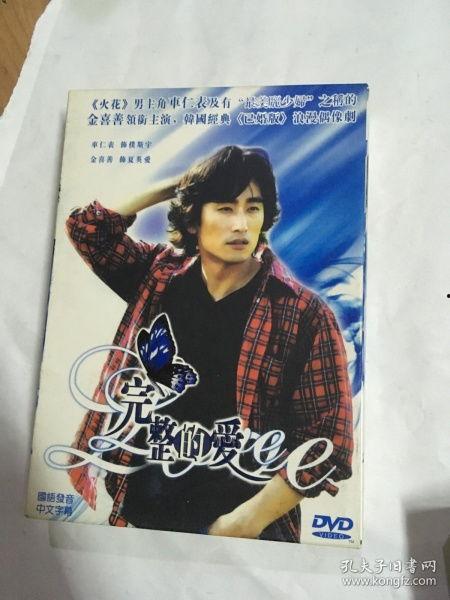 《火花》男主角車仁表及有“最美麗少婦”之稱的
金喜善領銜主演，韓國經典《已婚版》浪漫偶像劇
車仁表 飾樸斯宇
金喜善 飾夏英愛
完整的愛
國語發音
中文字幕
DVD
VIDEO
孔夫子旧书网
www.kongfz.com